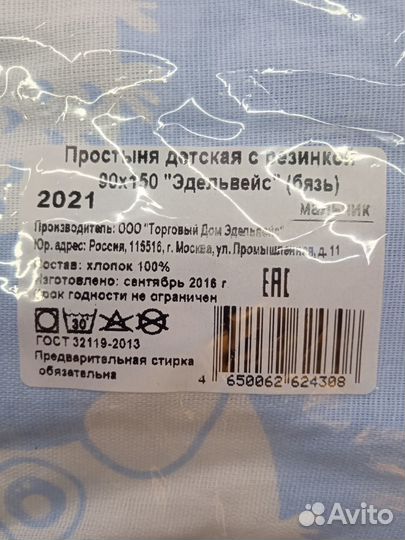 Простыня детская с резинкой
90х150 "Эдельвейс" (бязь)
2021
мальчик
Производитель: ООО "Торговый Дом Эдельвейс"
Юр. адрес: Россия, 115516, г. Москва, ул. Промышленная, д. 11
Состав: хлопок 100%
Изготовлено: сентябрь 2016 г
Срок годности не ограничен
EAC
30
ГОСТ 32119-2013
Предварительная стирка
обязательна
4 650062 624308
Avito